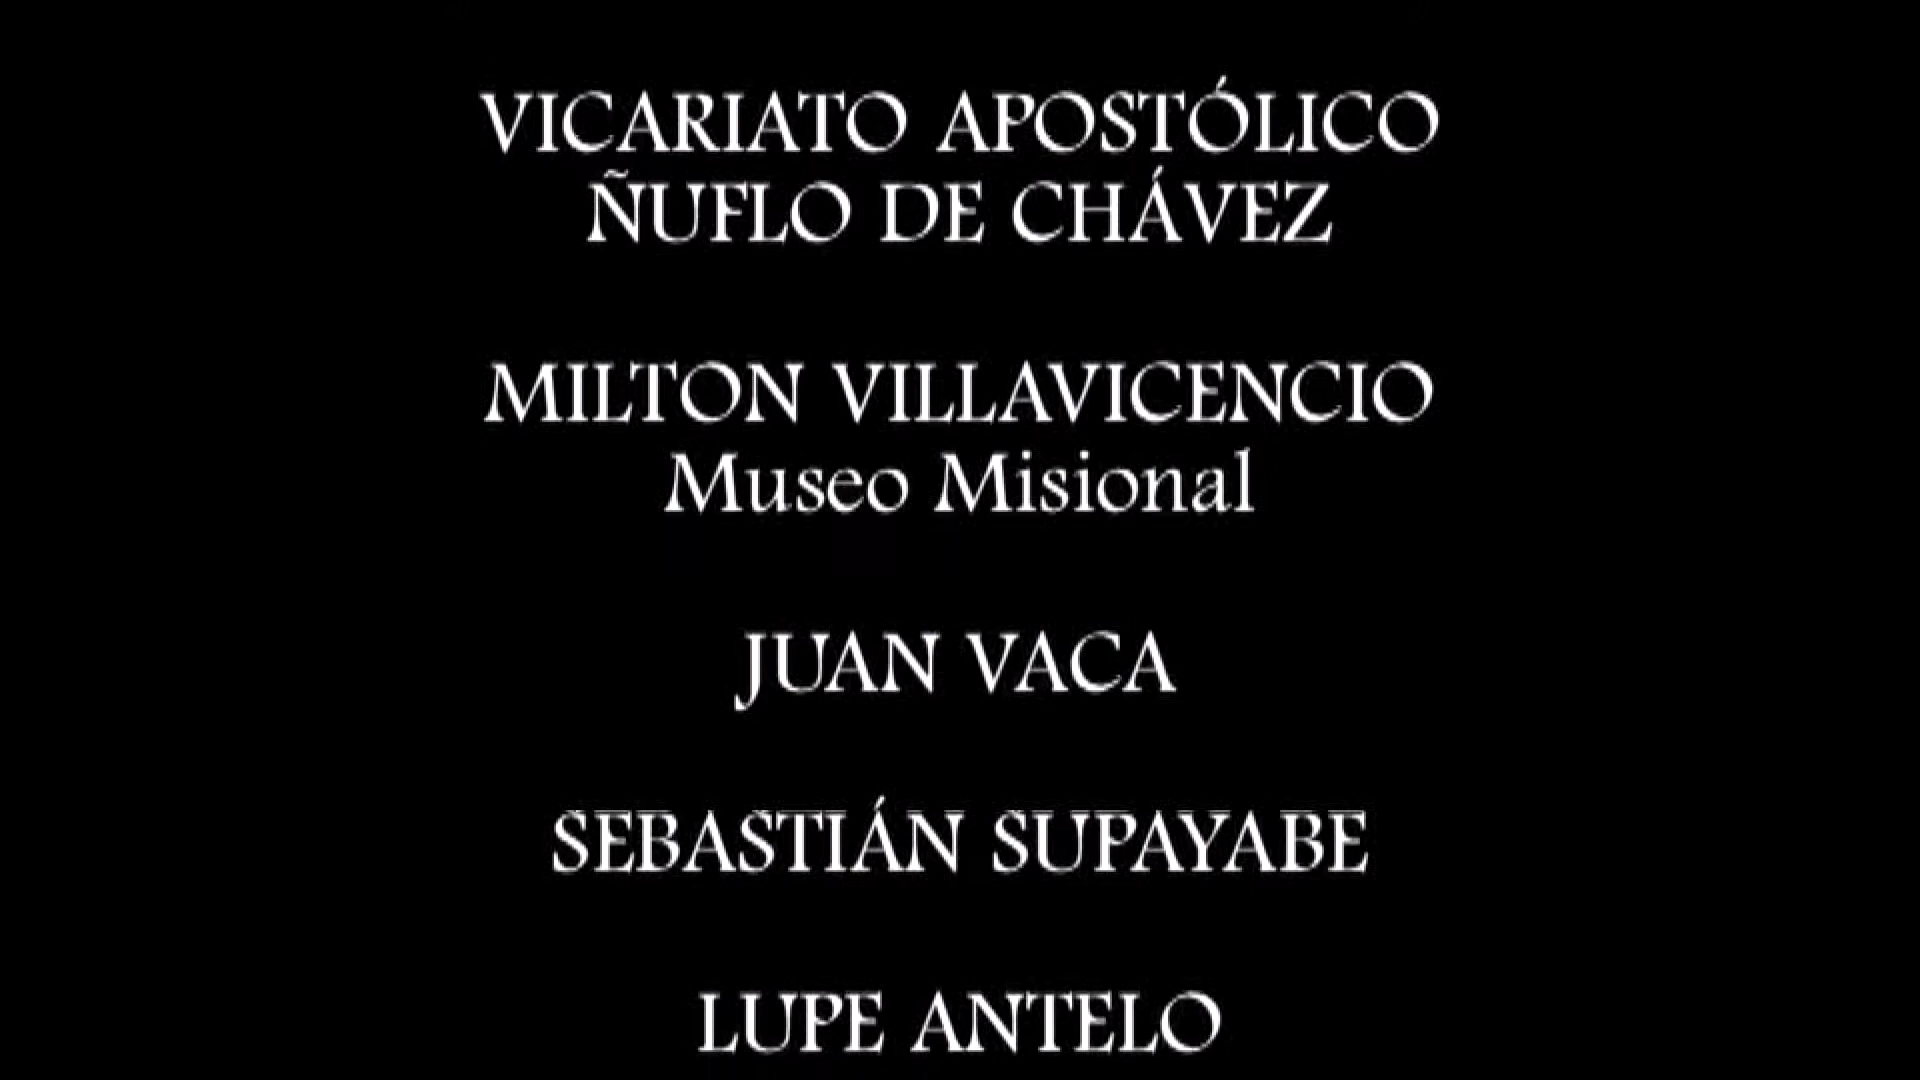 VICARIATO APOSTÓLICO
ÑUFLO DE CHÁVEZ
MILTON VILLAVICENCIO
Museo Misional
JUAN VACA
SEBASTIÁN SUPAYABE
LUPE ANTELO